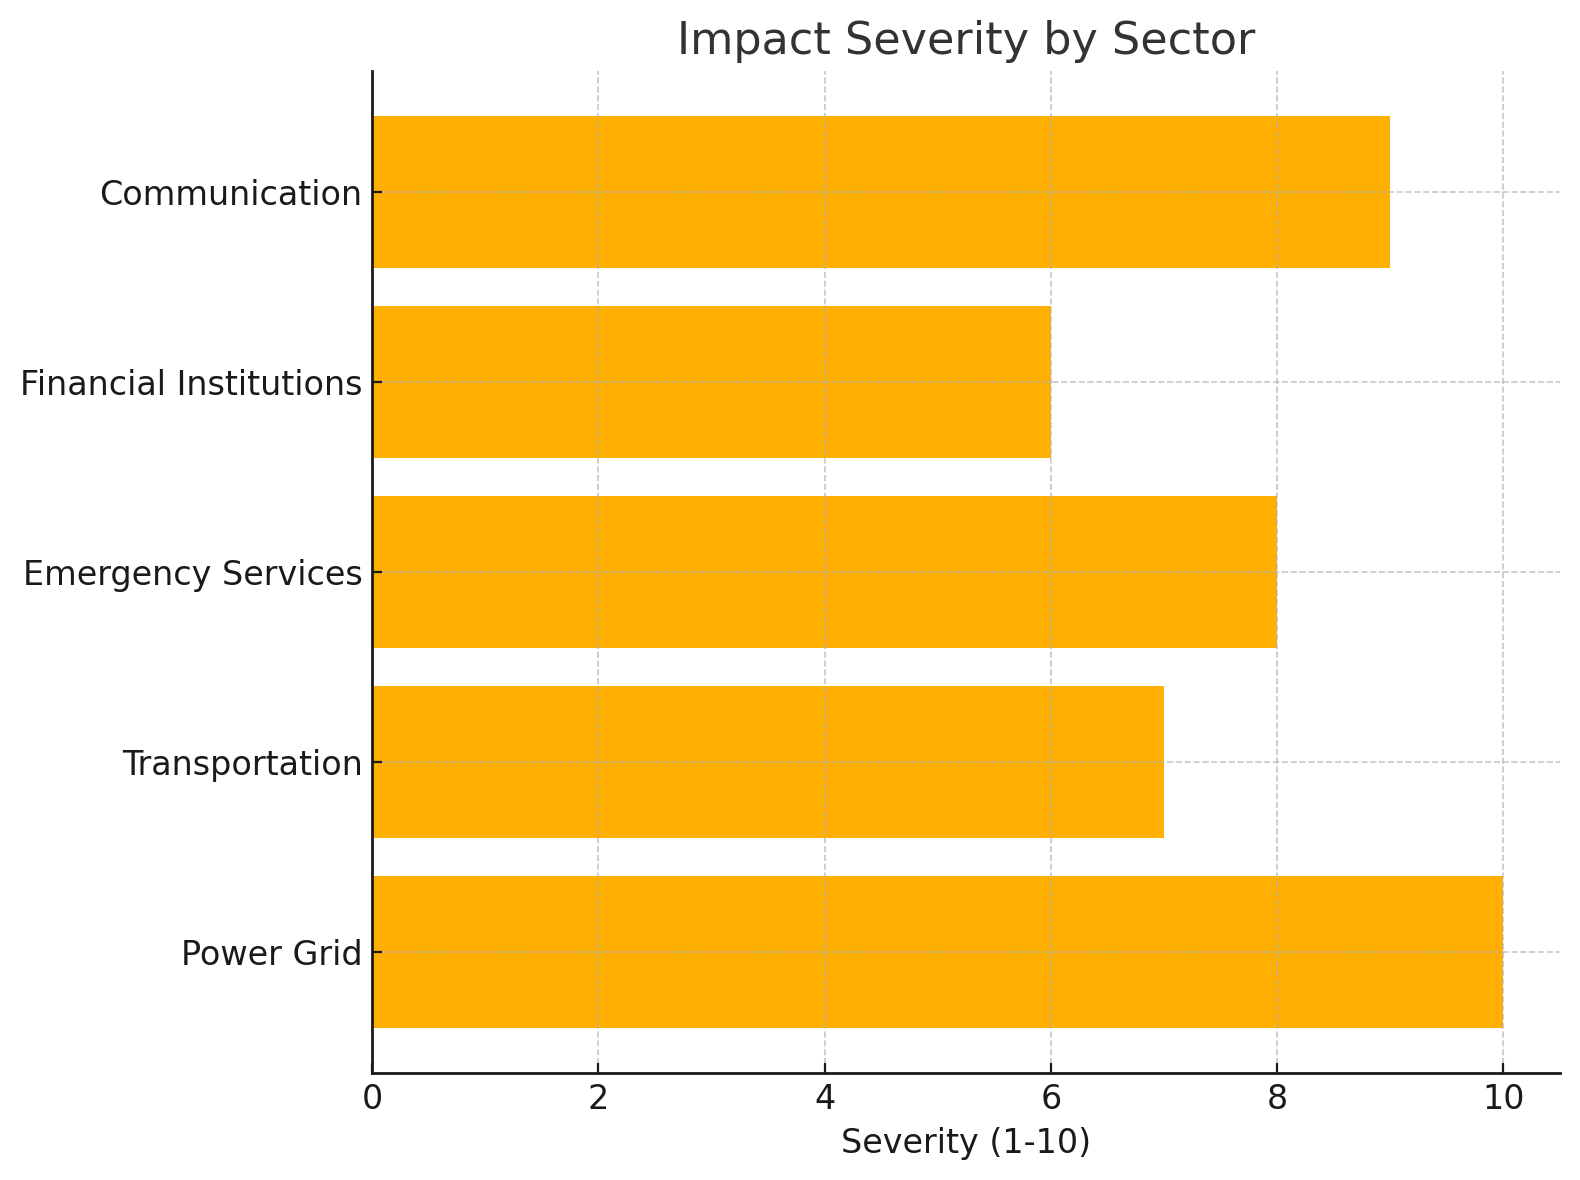 Impact Severity by Sector
Communication
Financial Institutions
Emergency Services
Transportation
Power Grid
0 2 4 6 8 10
Severity (1-10)